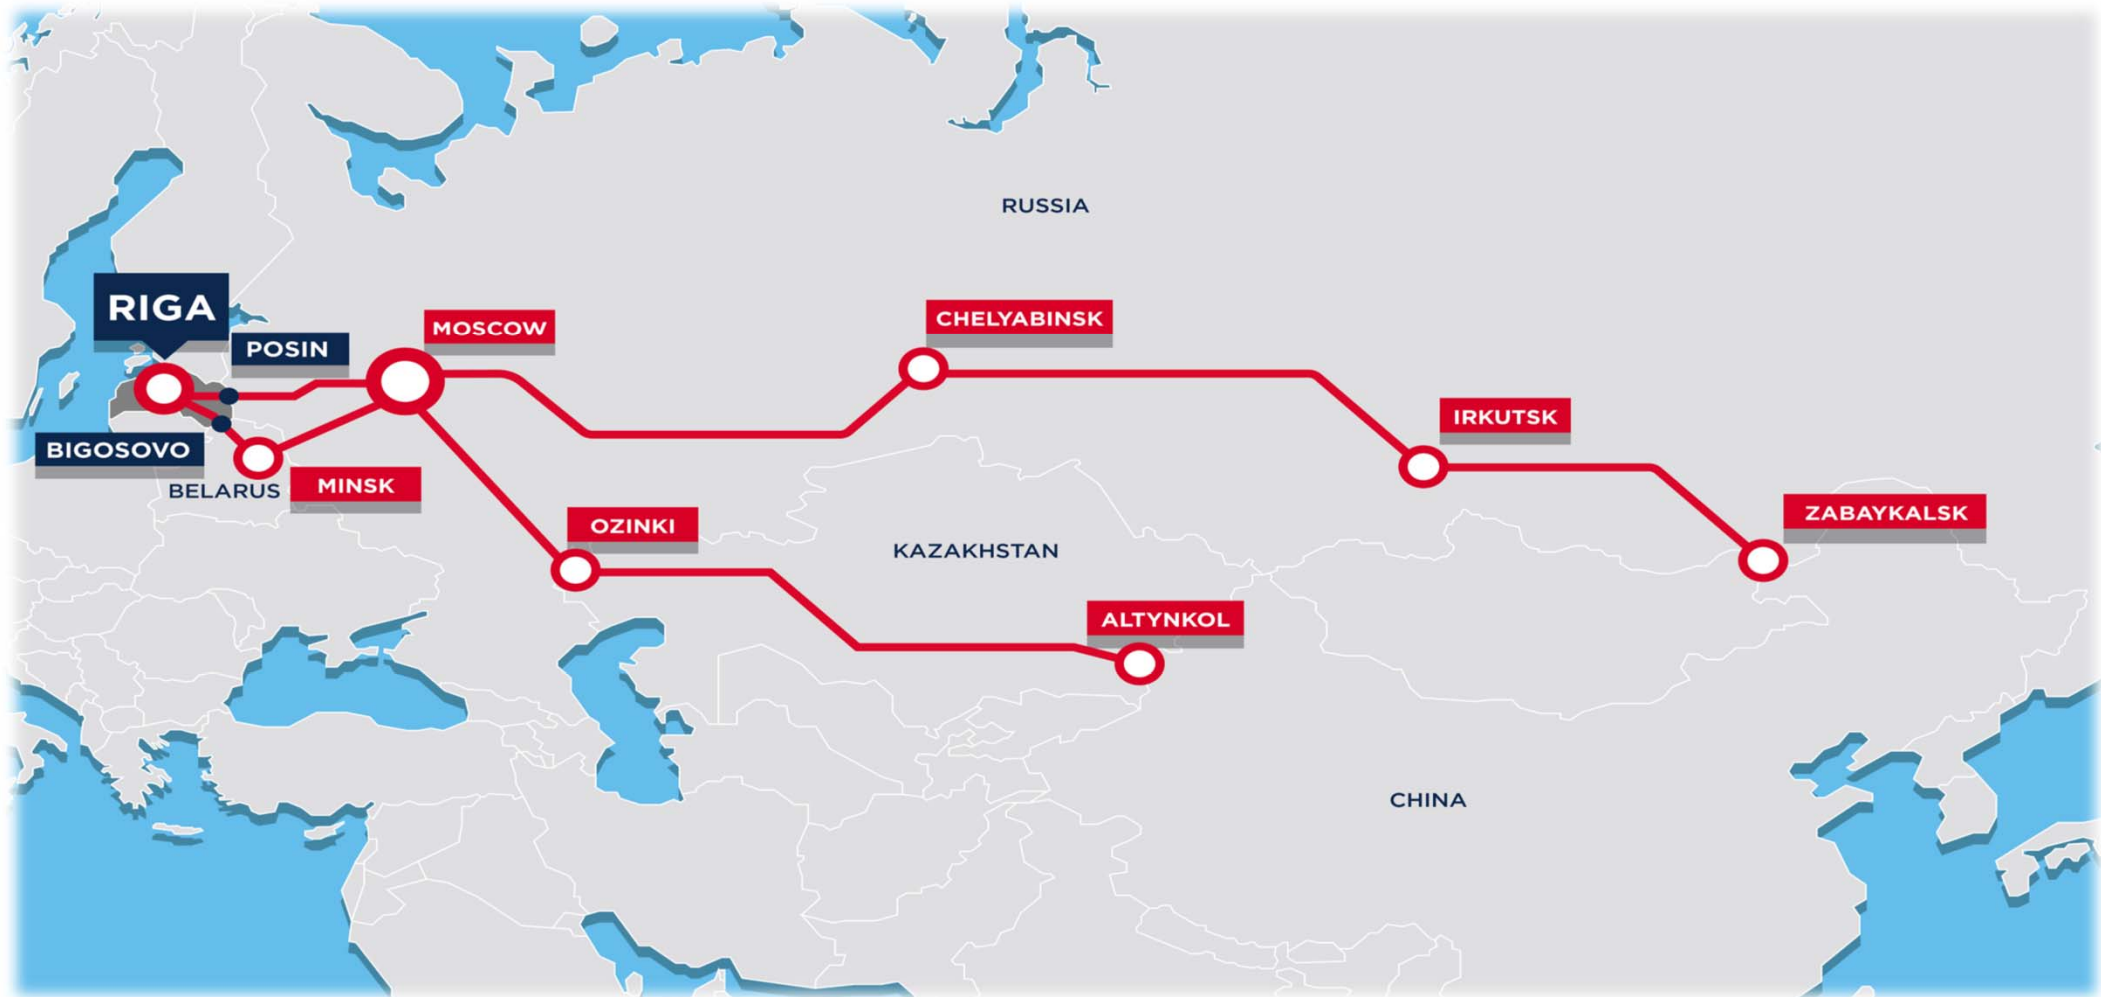 RUSSIA
RIGA
POSIN
MOSCOW
CHELYABINSK
IRKUTSK
BIGOSOVO
BELARUS
MINSK
OZINKI
KAZAKHSTAN
ZABAYKALSK
ALTYNKOL
CHINA